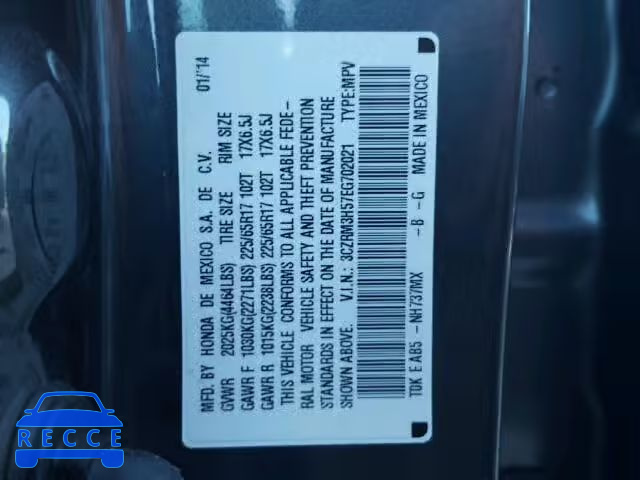 MFD. BY HONDA DE MEXICO S.A. DE C.V. 01/'14
GVWR 2025KG(4464LBS) TIRE SIZE RIM SIZE
GAWR F 1030KG(2271LBS) 225/65R17 102T 17X6.5J
GAWR R 1015KG(2238LBS) 225/65R17 102T 17X6.5J
THIS VEHICLE CONFORMS TO ALL APPLICABLE FEDE-
RAL MOTOR VEHICLE SAFETY AND THEFT PREVENTION
STANDARDS IN EFFECT ON THE DATE OF MANUFACTURE
SHOWN ABOVE. V.I.N.: 3CZRM3H57EG702021 TYPE:MPV
TDK E AB5 -NH737MX -B -G MADE IN MEXICO
RECCE